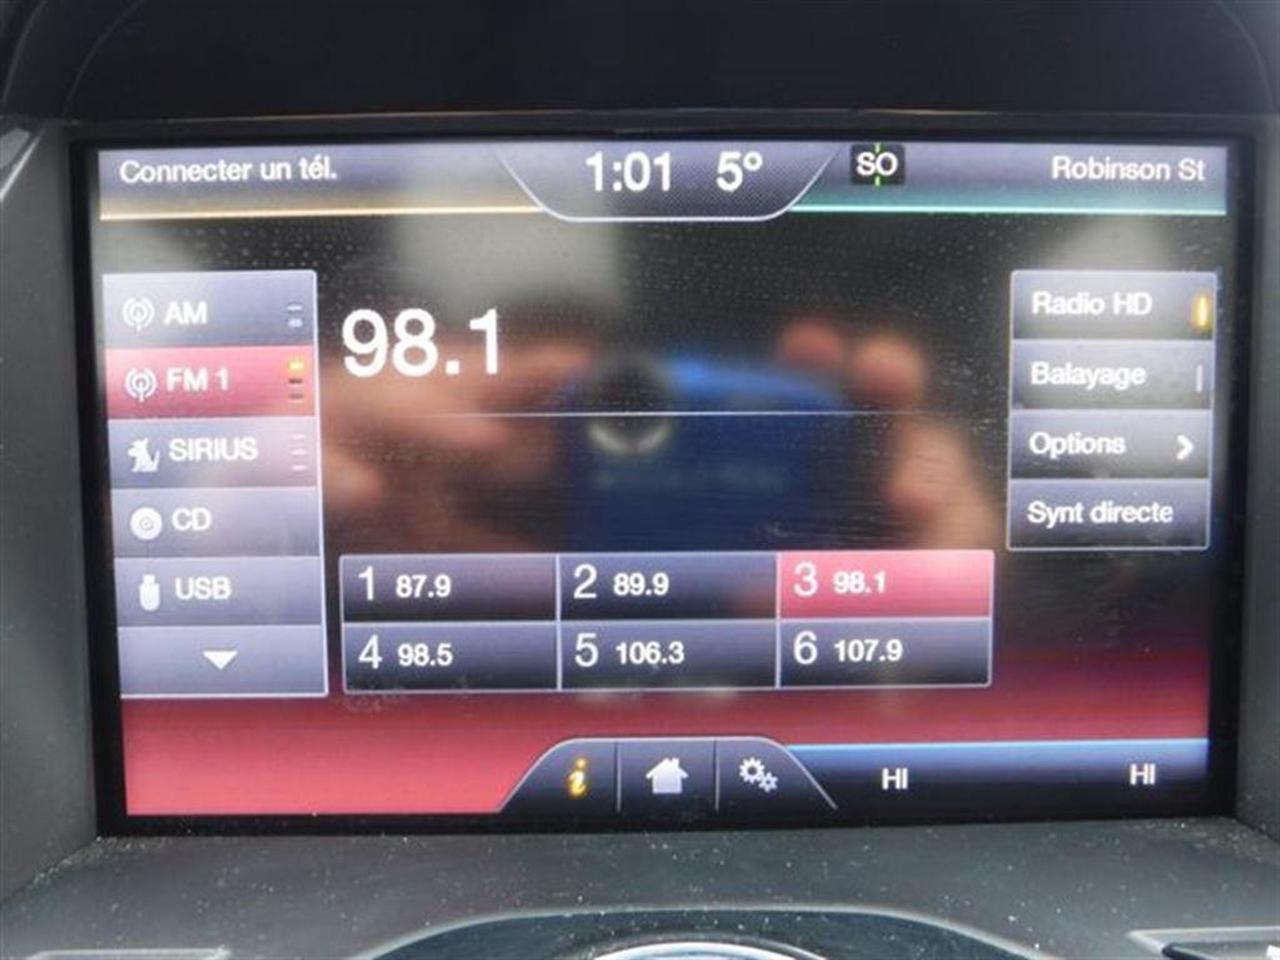 Connecter un tél. 1:01 5° SO Robinson St
AM
FM 1
SIRIUS
CD
USB
98.1
Radio HD
Balayage
Options
Synt directe
1 87.9 2 89.9 3 98.1
4 98.5 5 106.3 6 107.9
i HI HI